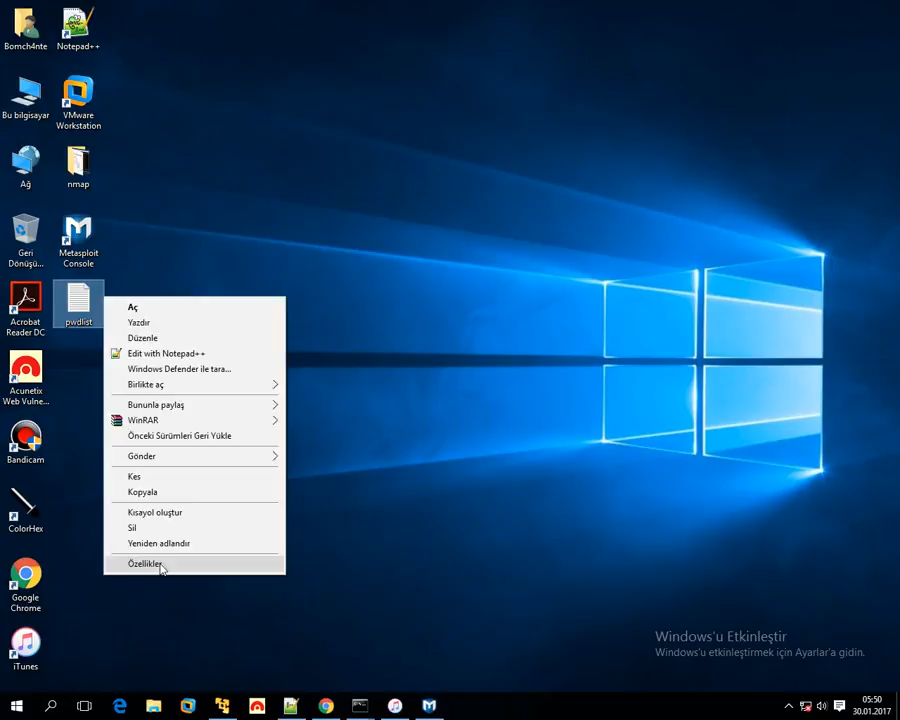 Bomch4nte
Notepad++
Bu bilgisayar
VMware
Workstation
Ağ
nmap
Geri
Dönüşü...
Metasploit
Console
Acrobat
Reader DC
pwdlist
Acunetix
Web Vulne...
Bandicam
ColorHex
Google
Chrome
iTunes
Aç
Yazdır
Düzenle
Edit with Notepad++
Windows Defender ile tara...
Birlikte aç
Bununla paylaş
WinRAR
Önceki Sürümleri Geri Yükle
Gönder
Kes
Kopyala
Kısayol oluştur
Sil
Yeniden adlandır
Özellikler
Windows'u Etkinleştir
Windows'u etkinleştirmek için Ayarlar'a gidin.
05:50
30.01.2017